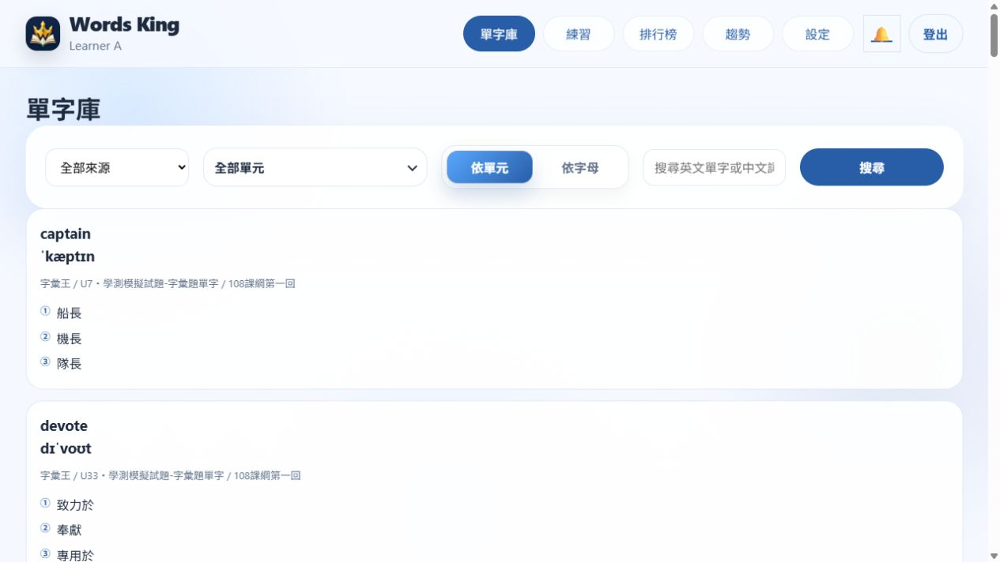 Words King
Learner A
單字庫
練習
排行榜
趨勢
設定
登出
單字庫
全部來源
全部單元
依單元
依字母
搜尋英文單字或中文
搜尋
captain
ˋkæptɪn
字彙王 / U7・學測模擬試題-字彙題單字 / 108課綱第一回
① 船長
② 機長
③ 隊長
devote
dɪˋvoʊt
字彙王 / U33・學測模擬試題-字彙題單字 / 108課綱第一回
① 致力於
② 奉獻
③ 專用於